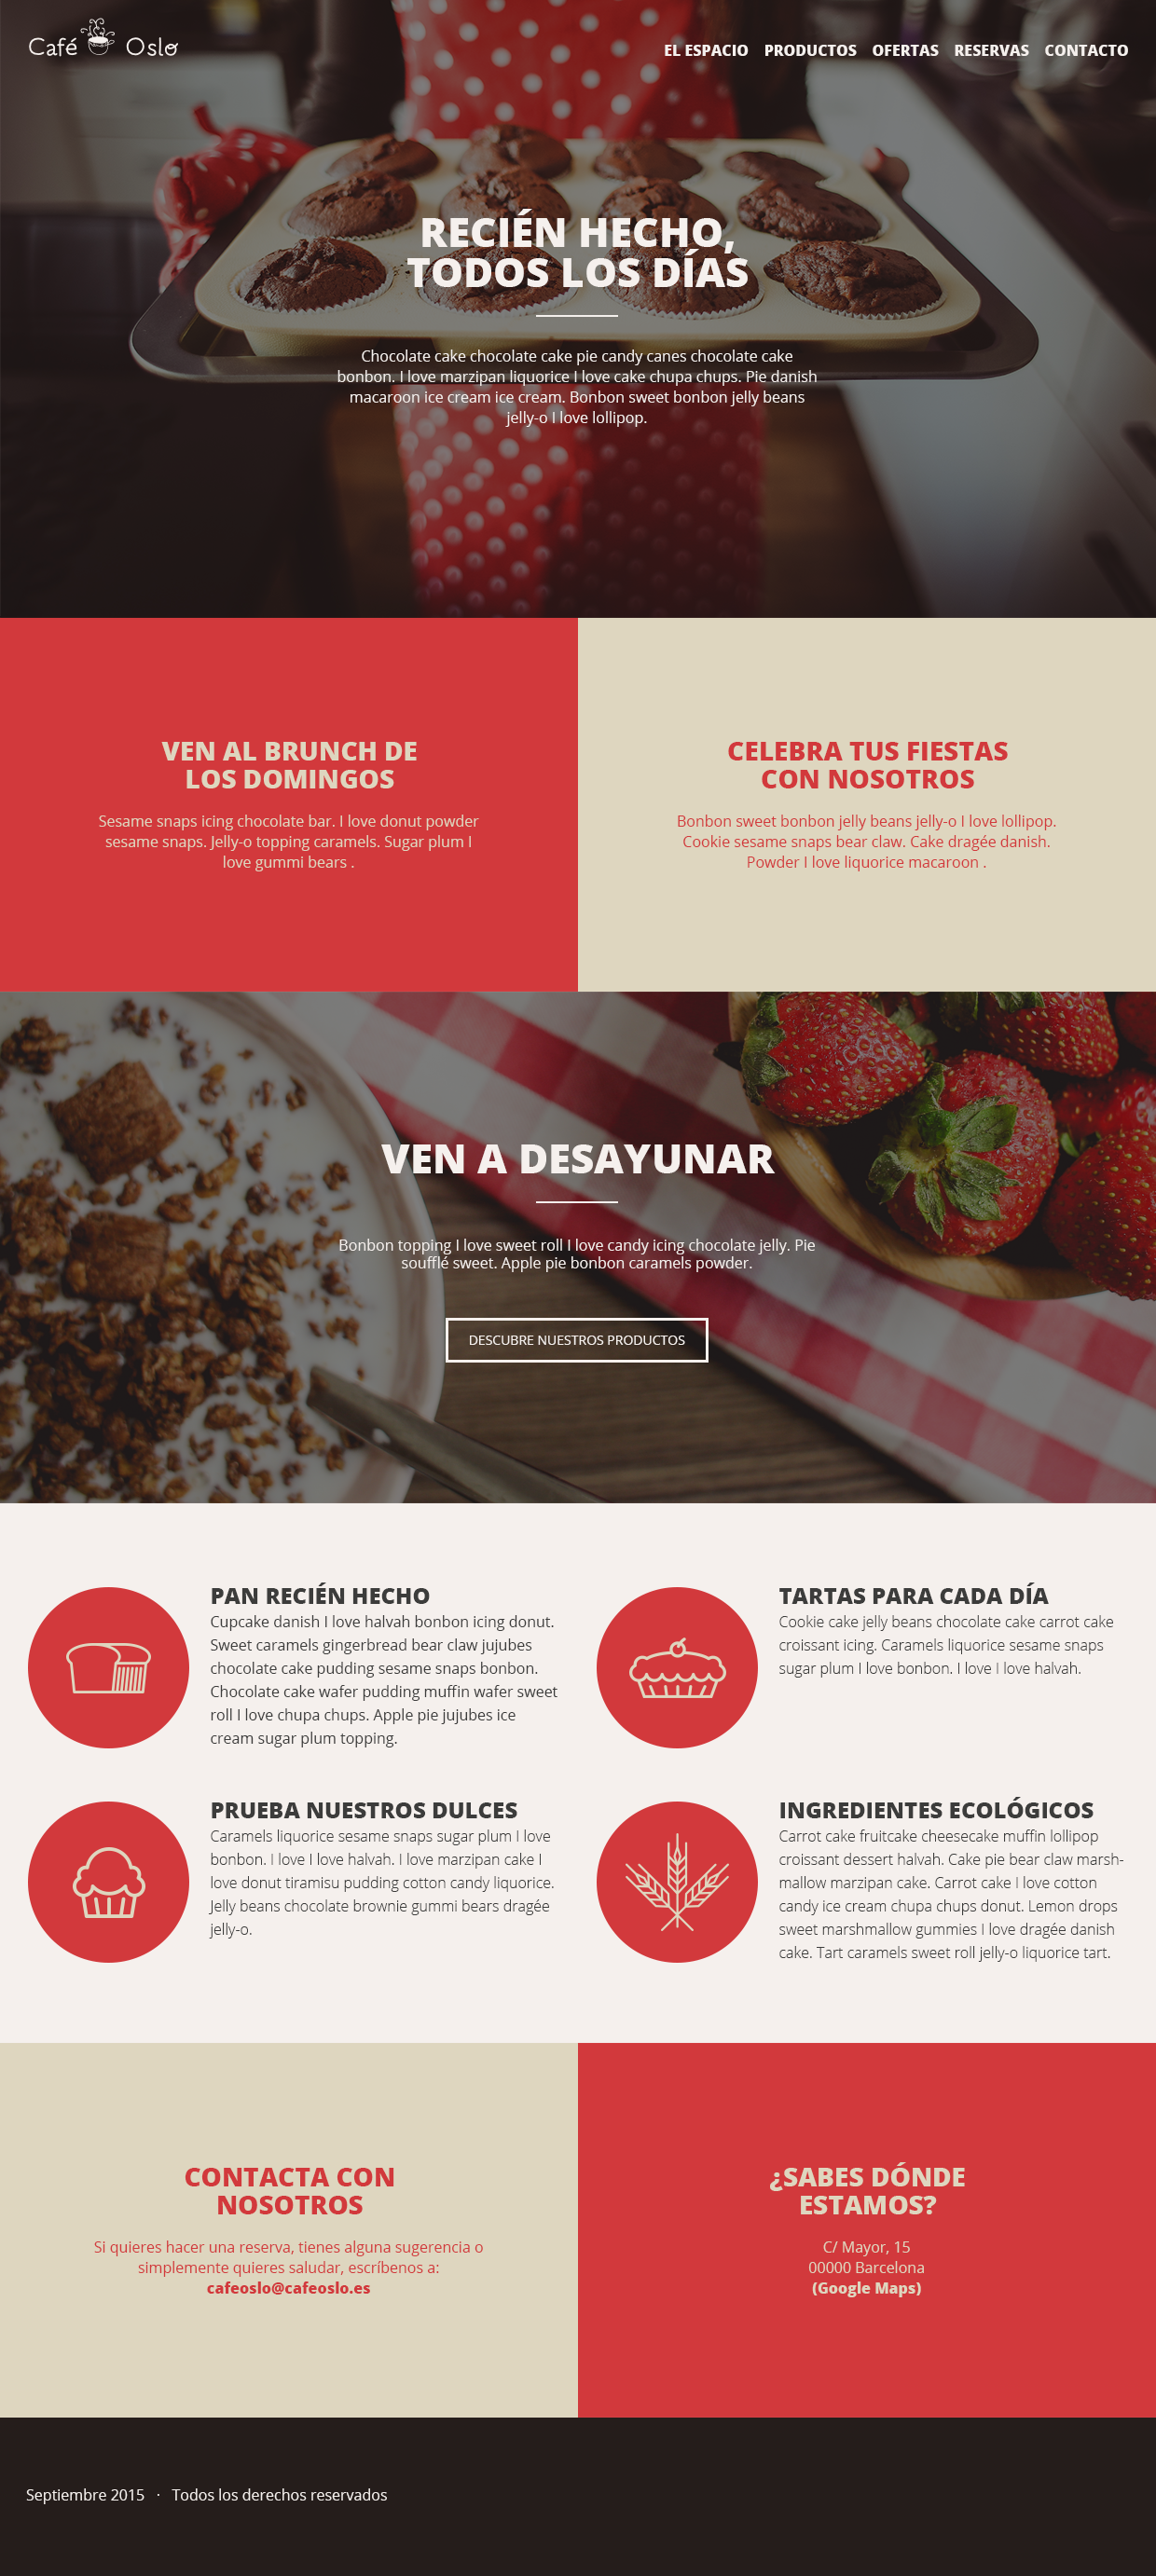 Café Oslo
EL ESPACIO PRODUCTOS OFERTAS RESERVAS CONTACTO
RECIÉN HECHO,
TODOS LOS DÍAS
Chocolate cake chocolate cake pie candy canes chocolate cake
bonbon. I love marzipan liquorice I love cake chupa chups. Pie danish
macaroon ice cream ice cream. Bonbon sweet bonbon jelly beans
jelly-o I love lollipop.
VEN AL BRUNCH DE
LOS DOMINGOS
Sesame snaps icing chocolate bar. I love donut powder
sesame snaps. Jelly-o topping caramels. Sugar plum I
love gummi bears .
CELEBRA TUS FIESTAS
CON NOSOTROS
Bonbon sweet bonbon jelly beans jelly-o I love lollipop.
Cookie sesame snaps bear claw. Cake dragée danish.
Powder I love liquorice macaroon .
VEN A DESAYUNAR
Bonbon topping I love sweet roll I love candy icing chocolate jelly. Pie
soufflé sweet. Apple pie bonbon caramels powder.
DESCUBRE NUESTROS PRODUCTOS
PAN RECIÉN HECHO
Cupcake danish I love halvah bonbon icing donut.
Sweet caramels gingerbread bear claw jujubes
chocolate cake pudding sesame snaps bonbon.
Chocolate cake wafer pudding muffin wafer sweet
roll I love chupa chups. Apple pie jujubes ice
cream sugar plum topping.
TARTAS PARA CADA DÍA
Cookie cake jelly beans chocolate cake carrot cake
croissant icing. Caramels liquorice sesame snaps
sugar plum I love bonbon. I love I love halvah.
PRUEBA NUESTROS DULCES
Caramels liquorice sesame snaps sugar plum I love
bonbon. I love I love halvah. I love marzipan cake I
love donut tiramisu pudding cotton candy liquorice.
Jelly beans chocolate brownie gummi bears dragée
jelly-o.
INGREDIENTES ECOLÓGICOS
Carrot cake fruitcake cheesecake muffin lollipop
croissant dessert halvah. Cake pie bear claw marsh-
mallow marzipan cake. Carrot cake I love cotton
candy ice cream chupa chups donut. Lemon drops
sweet marshmallow gummies I love dragée danish
cake. Tart caramels sweet roll jelly-o liquorice tart.
CONTACTA CON
NOSOTROS
Si quieres hacer una reserva, tienes alguna sugerencia o
simplemente quieres saludar, escríbenos a:
cafeoslo@cafeoslo.es
¿SABES DÓNDE
ESTAMOS?
C/ Mayor, 15
00000 Barcelona
(Google Maps)
Septiembre 2015 · Todos los derechos reservados